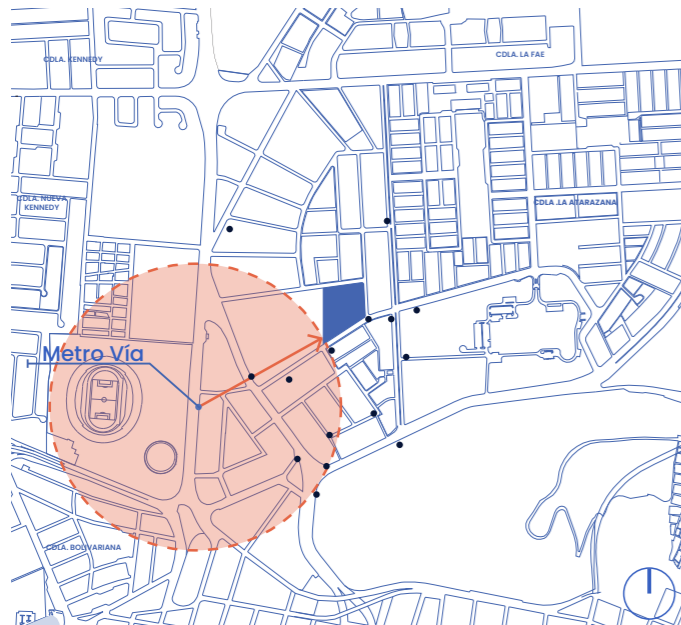 CDLA. KENNEDY
CDLA. LA FAE
CDLA. NUEVA
KENNEDY
CDLA .LA ATARAZANA
Metro Vía
CDLA. BOLIVARIANA